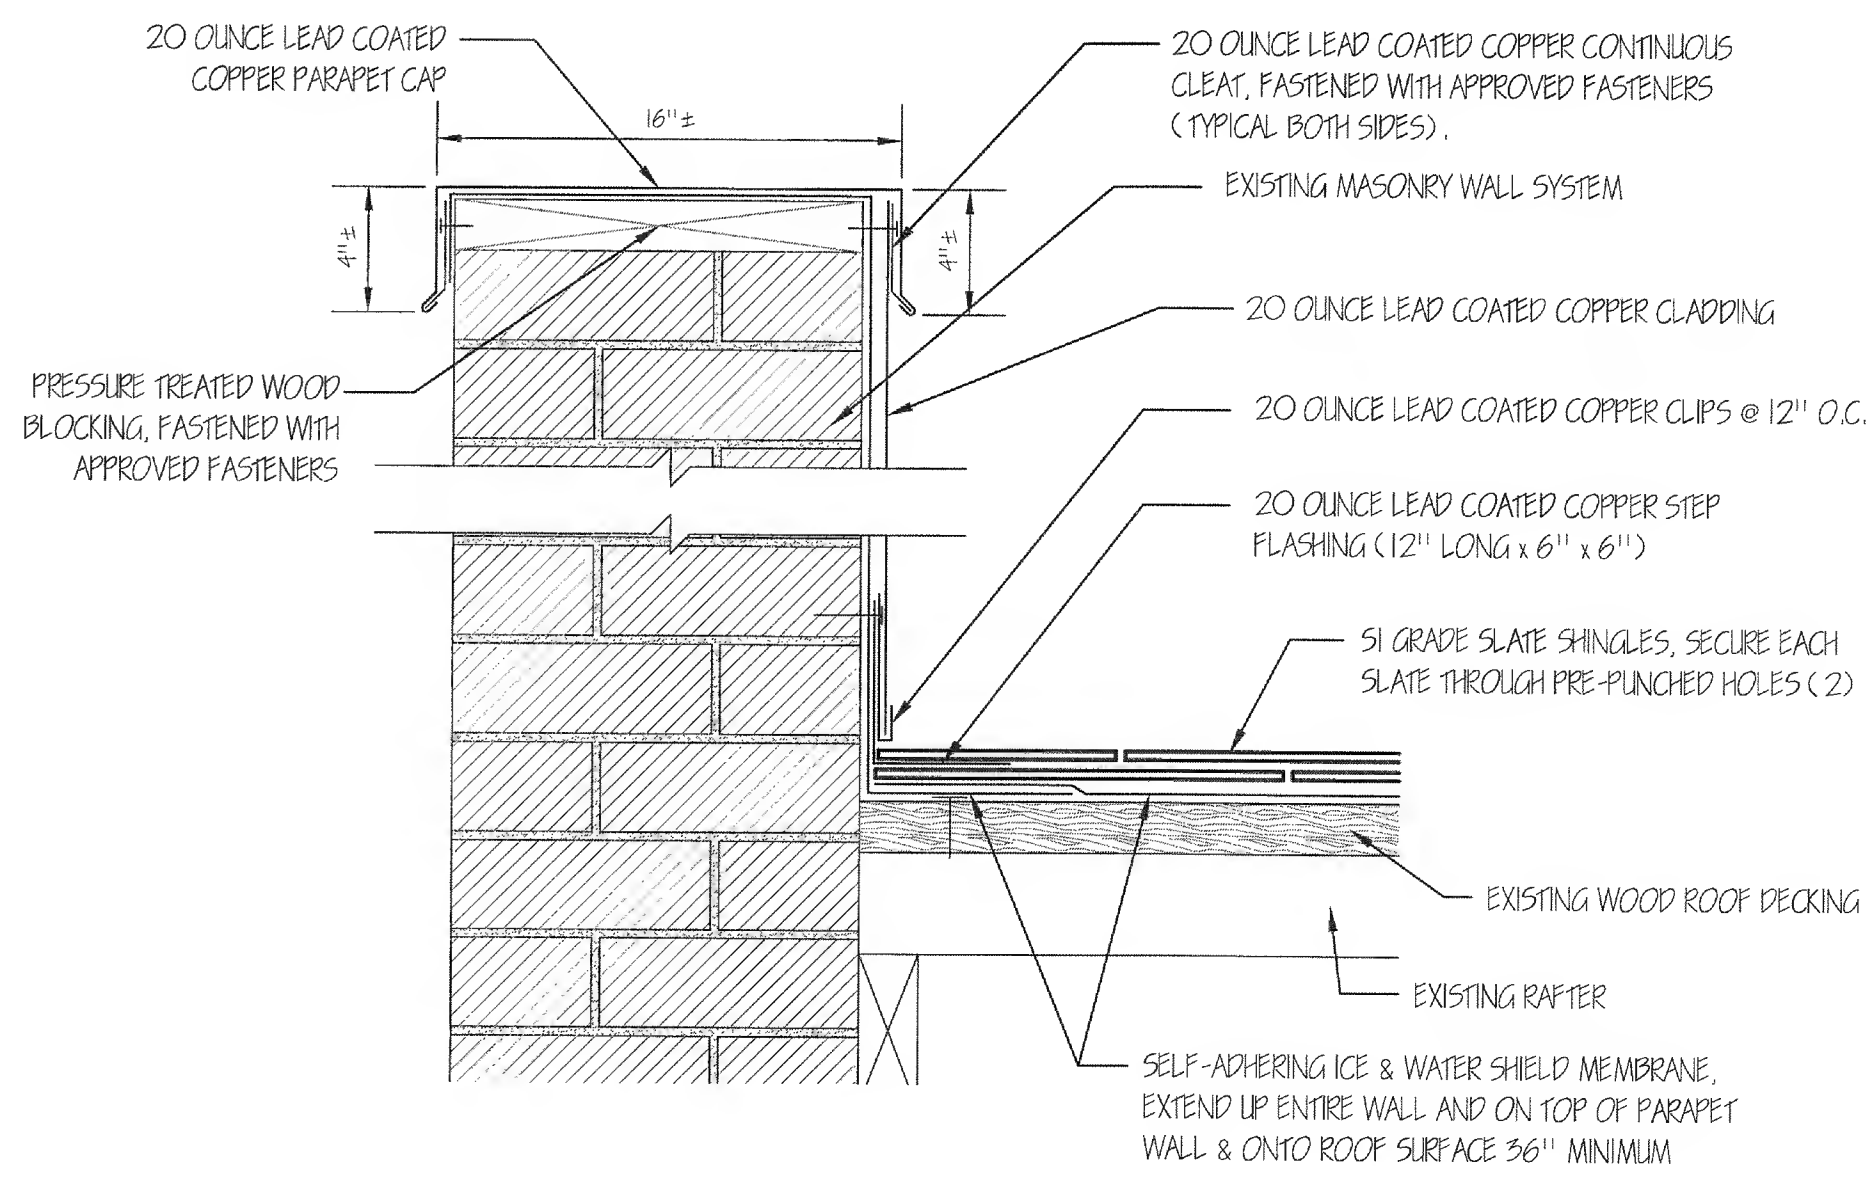 20 OUNCE LEAD COATED
COPPER PARAPET CAP
20 OUNCE LEAD COATED COPPER CONTINUOUS
CLEAT, FASTENED WITH APPROVED FASTENERS
(TYPICAL BOTH SIDES).
16"±
EXISTING MASONRY WALL SYSTEM
4"±
4"±
20 OUNCE LEAD COATED COPPER CLADDING
PRESSURE TREATED WOOD
BLOCKING, FASTENED WITH
APPROVED FASTENERS
20 OUNCE LEAD COATED COPPER CLIPS @ 12" O.C.
20 OUNCE LEAD COATED COPPER STEP
FLASHING (12" LONG x 6" x 6")
S1 GRADE SLATE SHINGLES, SECURE EACH
SLATE THROUGH PRE-PUNCHED HOLES (2)
EXISTING WOOD ROOF DECKING
EXISTING RAFTER
SELF-ADHERING ICE & WATER SHIELD MEMBRANE,
EXTEND UP ENTIRE WALL AND ON TOP OF PARAPET
WALL & ONTO ROOF SURFACE 36" MINIMUM